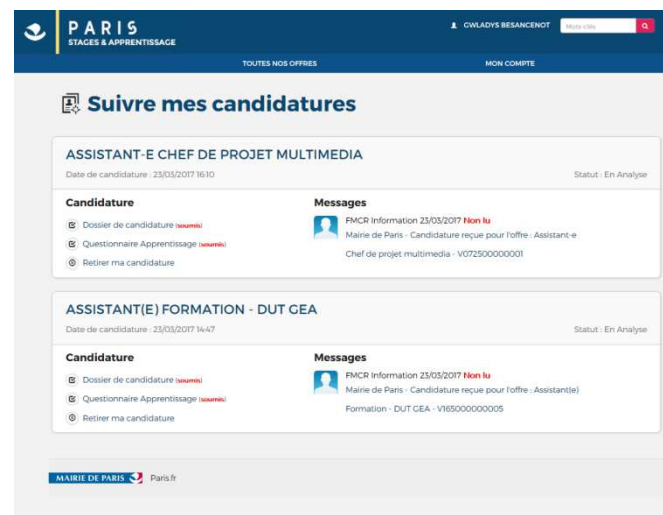 PARIS
STAGES & APPRENTISSAGE
GWLADYS BESANCENOT
Mots clés
TOUTES NOS OFFRES
MON COMPTE
Suivre mes candidatures
ASSISTANT-E CHEF DE PROJET MULTIMEDIA
Date de candidature : 23/03/2017 16:10
Statut : En Analyse
Candidature
Dossier de candidature (soumis)
Questionnaire Apprentissage (soumis)
Retirer ma candidature
Messages
FMCR Information 23/03/2017 Non lu
Mairie de Paris - Candidature reçue pour l'offre : Assistant-e
Chef de projet multimedia - V072500000001
ASSISTANT(E) FORMATION - DUT GEA
Date de candidature : 23/03/2017 14:47
Statut : En Analyse
Candidature
Dossier de candidature (soumis)
Questionnaire Apprentissage (soumis)
Retirer ma candidature
Messages
FMCR Information 23/03/2017 Non lu
Mairie de Paris - Candidature reçue pour l'offre : Assistant(e)
Formation - DUT GEA - V165000000005
MAIRIE DE PARIS
Paris.fr